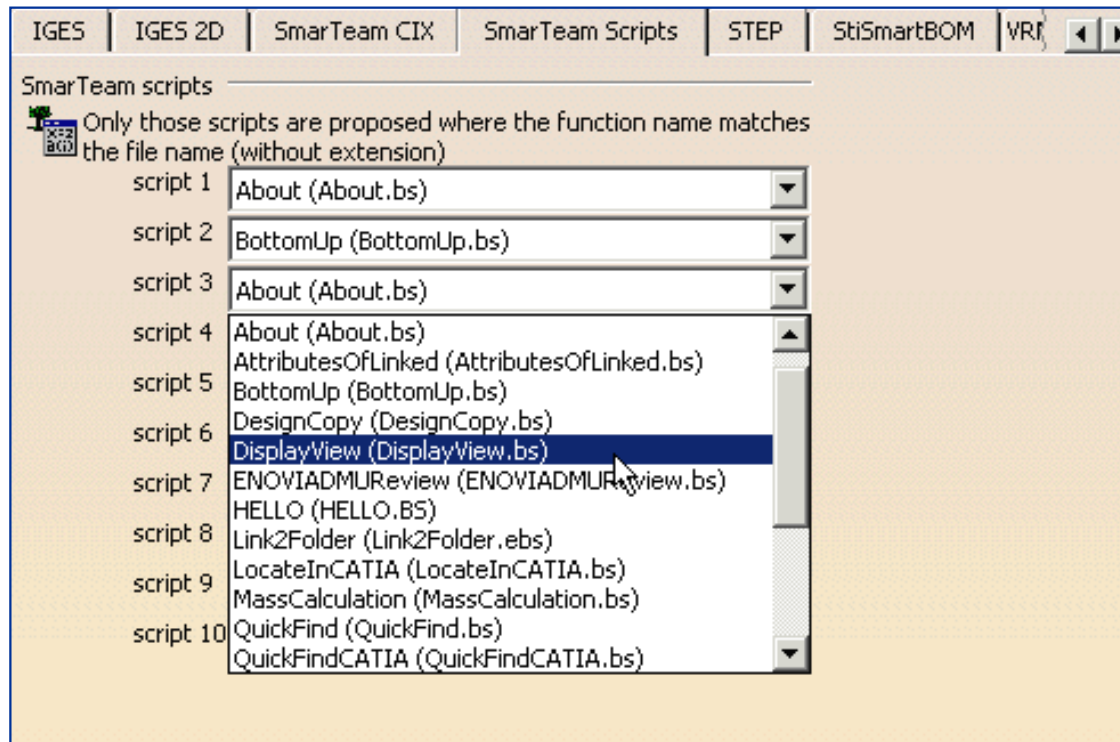 IGES IGES 2D SmarTeam CIX SmarTeam Scripts STEP StiSmartBOM
SmarTeam scripts
Only those scripts are proposed where the function name matches
the file name (without extension)
script 1 About (About.bs)
script 2 BottomUp (BottomUp.bs)
script 3 About (About.bs)
script 4 About (About.bs)
AttributesOfLinked (AttributesOfLinked.bs)
script 5 BottomUp (BottomUp.bs)
DesignCopy (DesignCopy.bs)
script 6 DisplayView (DisplayView.bs)
script 7 ENOVIADMUReview (ENOVIADMUReview.bs)
HELLO (HELLO.BS)
script 8 Link2Folder (Link2Folder.ebs)
LocateInCATIA (LocateInCATIA.bs)
script 9 MassCalculation (MassCalculation.bs)
script 10 QuickFind (QuickFind.bs)
QuickFindCATIA (QuickFindCATIA.bs)